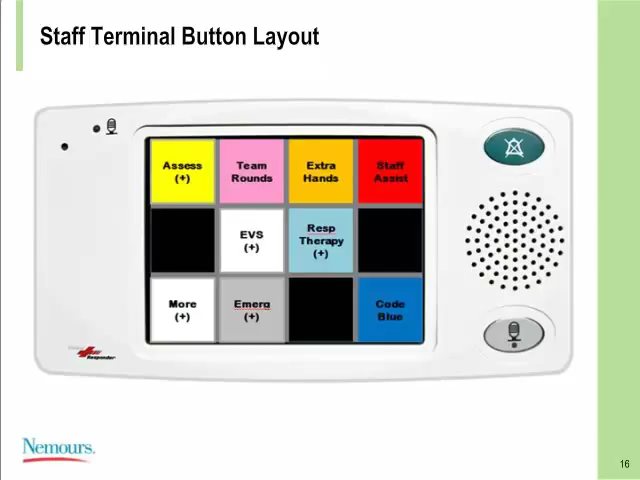 Staff Terminal Button Layout
Assess
(+)
Team
Rounds
Extra
Hands
Staff
Assist
EVS
(+)
Resp
Therapy
(+)
More
(+)
Emerg
(+)
Code
Blue
Responder
Nemours.
16